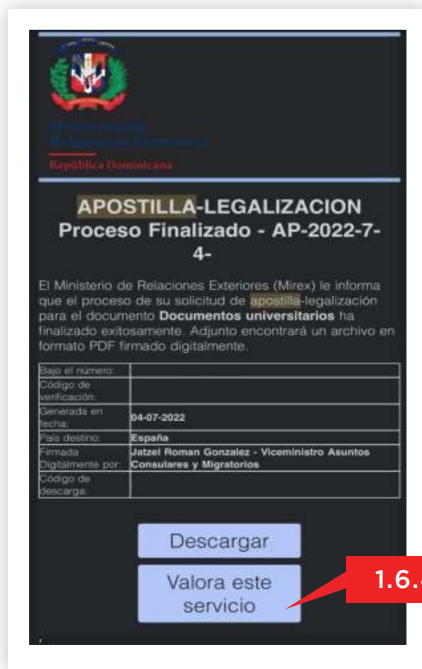 Ministerio de
Relaciones Exteriores
República Dominicana
APOSTILLA-LEGALIZACION
Proceso Finalizado - AP-2022-7-
4-
El Ministerio de Relaciones Exteriores (Mirex) le informa
que el proceso de su solicitud de apostilla-legalización
para el documento Documentos universitarios ha
finalizado exitosamente. Adjunto encontrará un archivo en
formato PDF firmado digitalmente.
Bajo el número:
Código de
verificación:
Generada en
fecha: 04-07-2022
País destino: España
Firmada Jatzel Roman Gonzalez - Viceministro Asuntos
Digitalmente por: Consulares y Migratorios
Código de
descarga:
Descargar
Valora este
servicio
1.6.